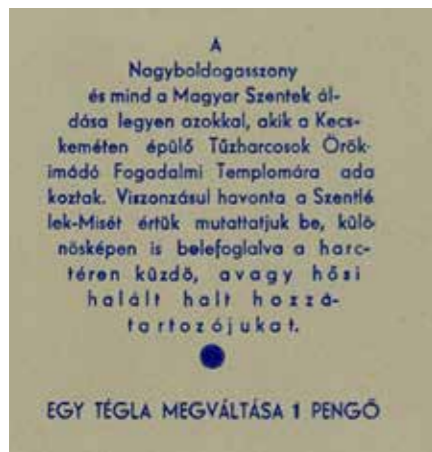 A
Nagyboldogasszony
és mind a Magyar Szentek ál-
dása legyen azokkal, akik a Kecs-
keméten épülő Tűzharcosok Örök-
imádó Fogadalmi Templomára ada
koztak. Viszonzásul havonta a Szentlé
lek-Misét értük mutattatjuk be, külö
nösképen is belefoglalva a harc-
téren küzdő, avagy hősi
halált halt hozzá-
tartozójukat.
EGY TÉGLA MEGVÁLTÁSA 1 PENGŐ